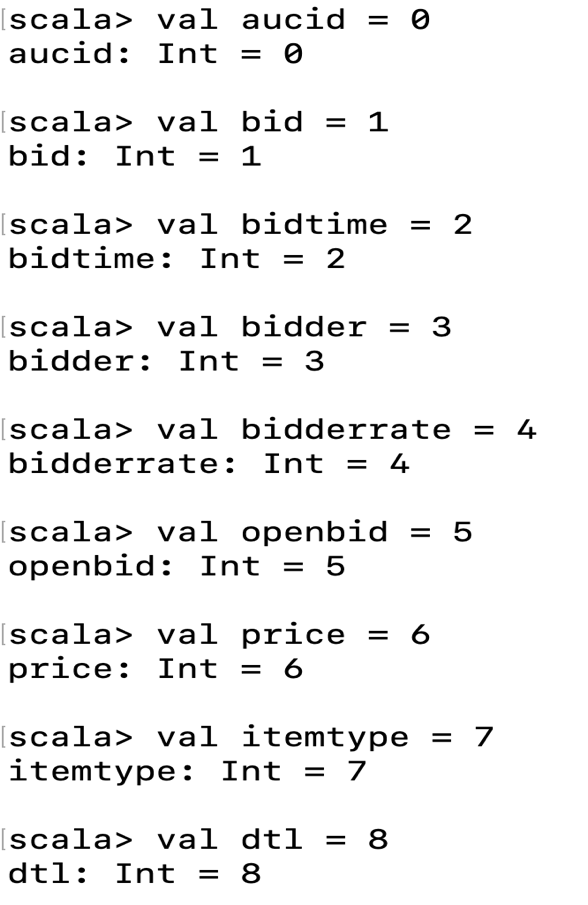 [scala> val aucid = 0
aucid: Int = 0
[scala> val bid = 1
bid: Int = 1
[scala> val bidtime = 2
bidtime: Int = 2
[scala> val bidder = 3
bidder: Int = 3
[scala> val bidderrate = 4
bidderrate: Int = 4
[scala> val openbid = 5
openbid: Int = 5
[scala> val price = 6
price: Int = 6
[scala> val itemtype = 7
itemtype: Int = 7
[scala> val dtl = 8
dtl: Int = 8